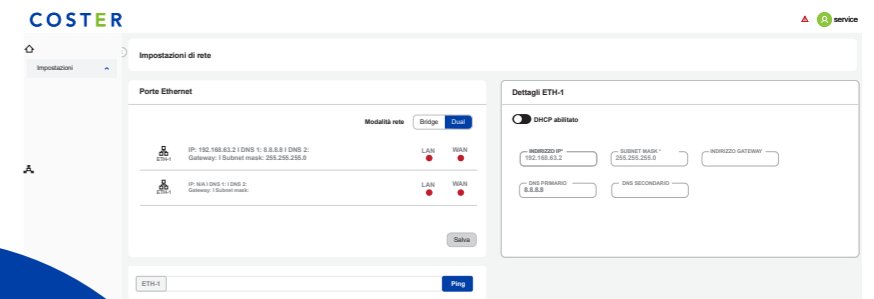 COSTER
service
Impostazioni
Impostazioni di rete
Porte Ethernet
Modalità rete Bridge Dual
ETH-1
IP: 192.168.63.2 I DNS 1: 8.8.8.8 I DNS 2:
Gateway: I Subnet mask: 255.255.255.0
LAN WAN
ETH-1
IP: N/A I DNS 1: I DNS 2:
Gateway: I Subnet mask:
LAN WAN
Salva
ETH-1 Ping
Dettagli ETH-1
DHCP abilitato
INDIRIZZO IP* SUBNET MASK * INDIRIZZO GATEWAY
192.168.63.2 255.255.255.0
DNS PRIMARIO DNS SECONDARIO
8.8.8.8